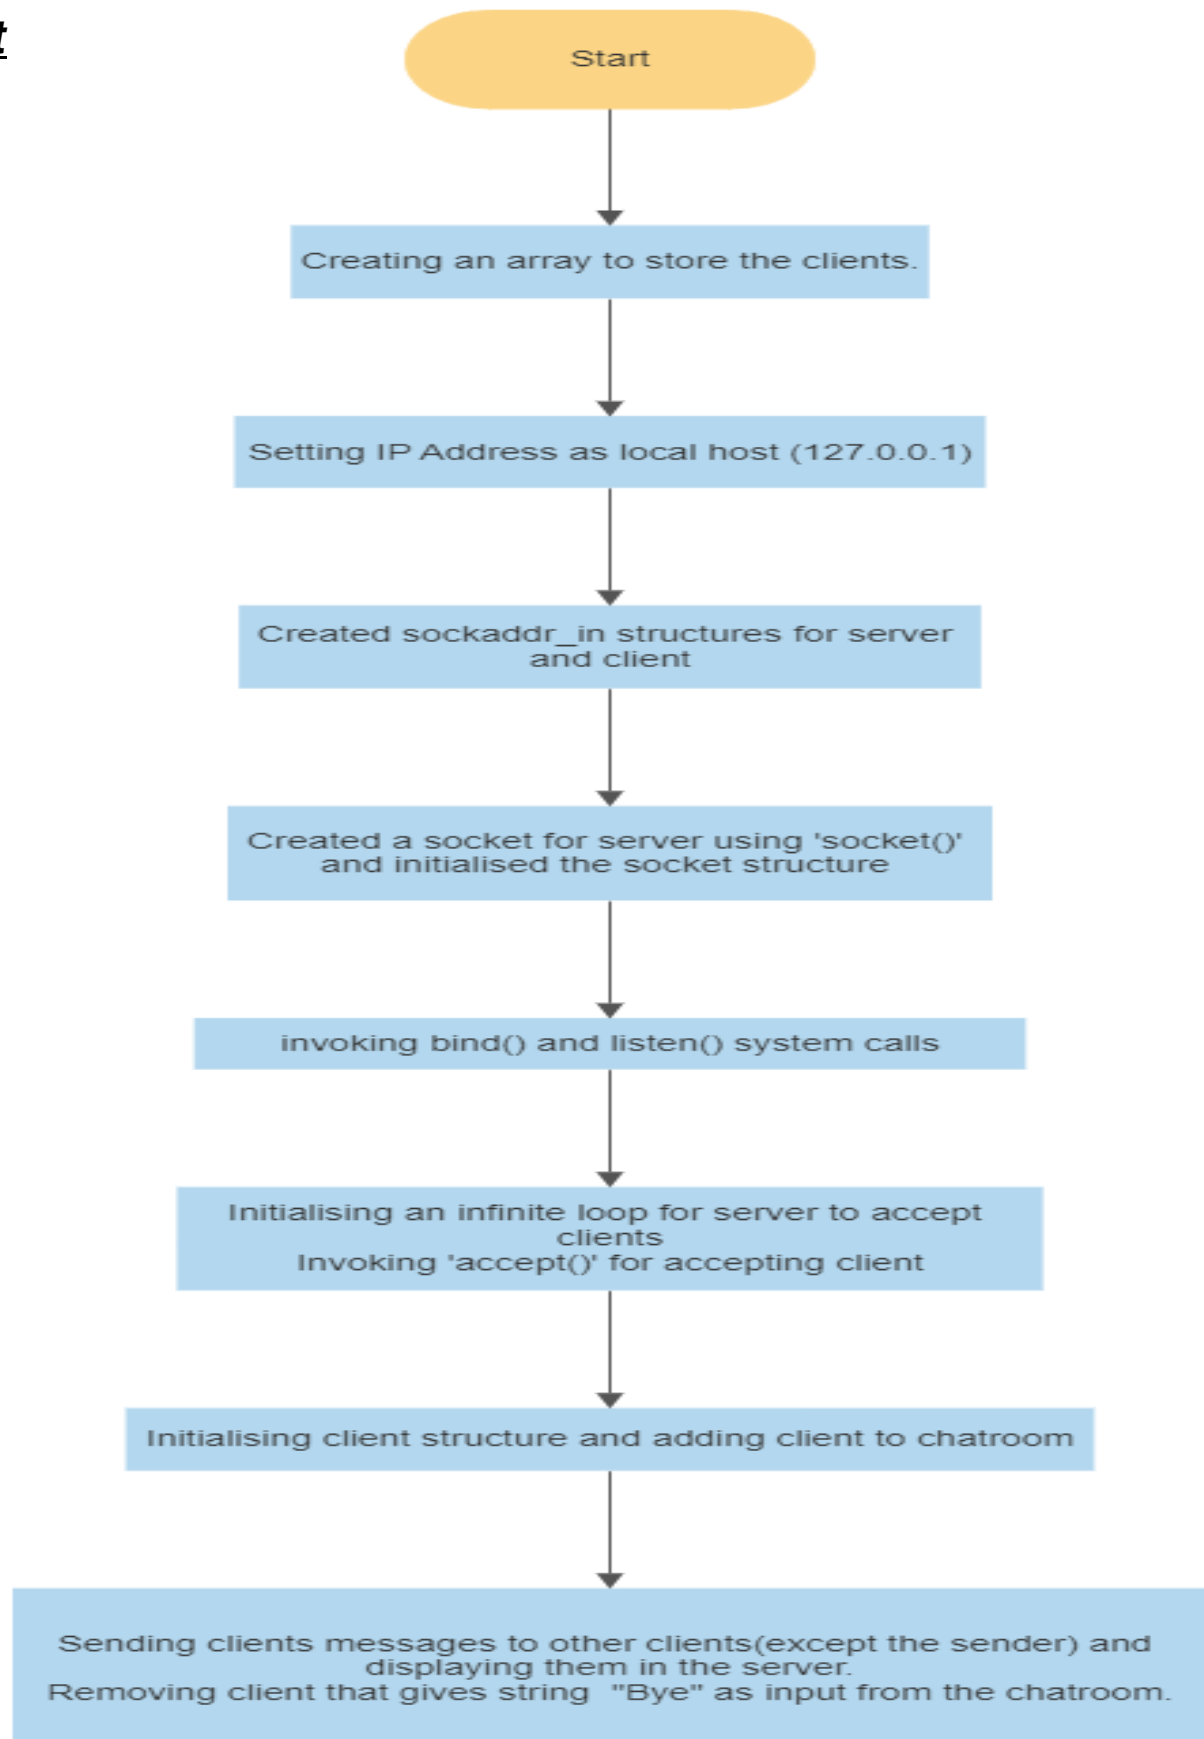 t
Start
Creating an array to store the clients.
Setting IP Address as local host (127.0.0.1)
Created sockaddr_in structures for server
and client
Created a socket for server using 'socket()'
and initialised the socket structure
invoking bind() and listen() system calls
Initialising an infinite loop for server to accept
clients
Invoking 'accept()' for accepting client
Initialising client structure and adding client to chatroom
Sending clients messages to other clients(except the sender) and
displaying them in the server.
Removing client that gives string  "Bye" as input from the chatroom.